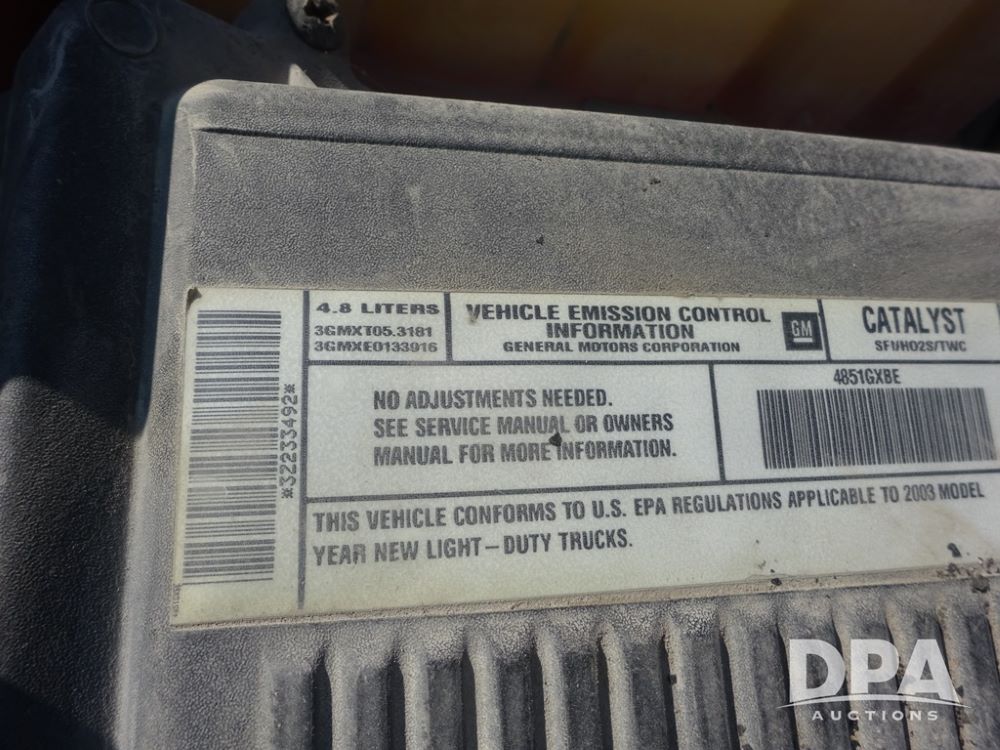 *32233492*
4.8 LITERS
3GMXT05.3181
3GMXE0133916
VEHICLE EMISSION CONTROL
INFORMATION
GENERAL MOTORS CORPORATION
GM
CATALYST
SFI/HO2S/TWC
NO ADJUSTMENTS NEEDED.
SEE SERVICE MANUAL OR OWNERS
MANUAL FOR MORE INFORMATION.
4851GXBE
THIS VEHICLE CONFORMS TO U.S. EPA REGULATIONS APPLICABLE TO 2003 MODEL
YEAR NEW LIGHT-DUTY TRUCKS.
DPA
AUCTIONS